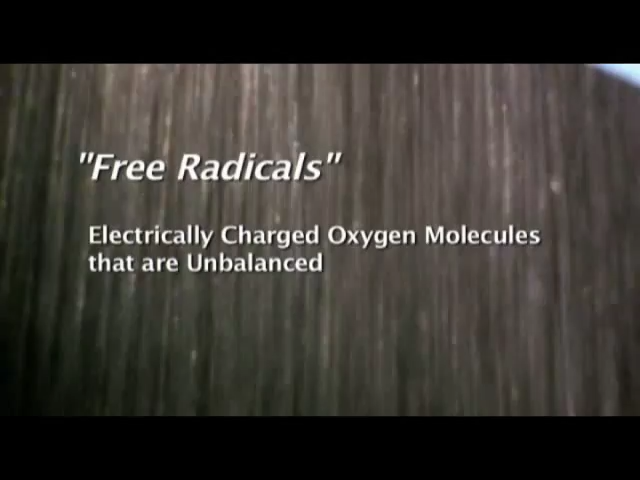 "Free Radicals"
Electrically Charged Oxygen Molecules
that are Unbalanced